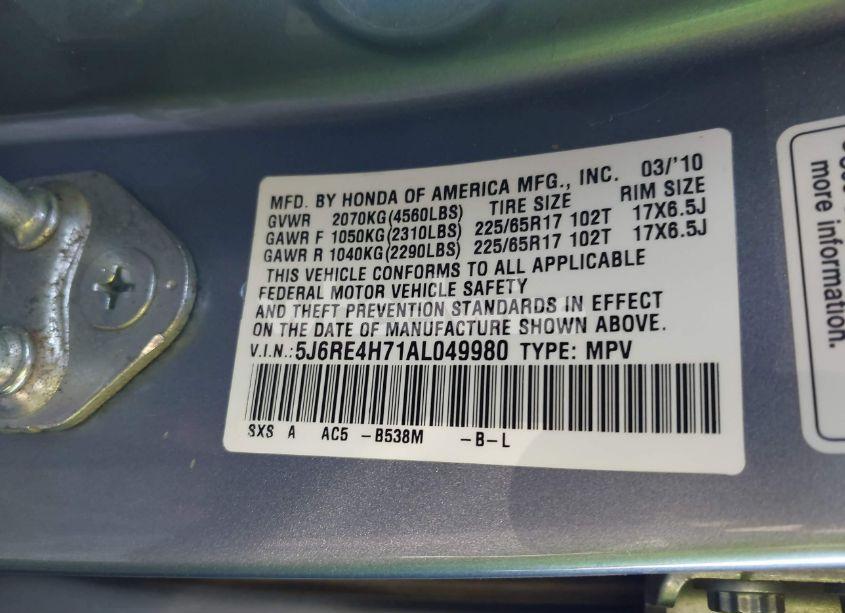 MFD. BY HONDA OF AMERICA MFG., INC. 03/'10
GVWR 2070KG(4560LBS) TIRE SIZE RIM SIZE
GAWR F 1050KG(2310LBS) 225/65R17 102T 17X6.5J
GAWR R 1040KG(2290LBS) 225/65R17 102T 17X6.5J
THIS VEHICLE CONFORMS TO ALL APPLICABLE
FEDERAL MOTOR VEHICLE SAFETY
AND THEFT PREVENTION STANDARDS IN EFFECT
ON THE DATE OF MANUFACTURE SHOWN ABOVE.
V.I.N.: 5J6RE4H71AL049980 TYPE: MPV
SXS A AC5 -B538M -B-L
more information.